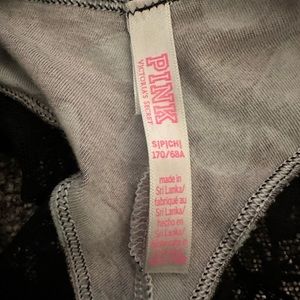 PINK
VICTORIA'S SECRET
S|P|CH|
170/68A
made in
Sri Lanka/
fabriqué au
Sri Lanka/
hecho en
Sri Lanka/